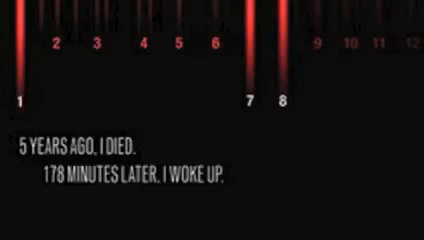 2 3 4 5 6 9 10 11 12
1 7 8
5 YEARS AGO, I DIED.
178 MINUTES LATER, I WOKE UP.